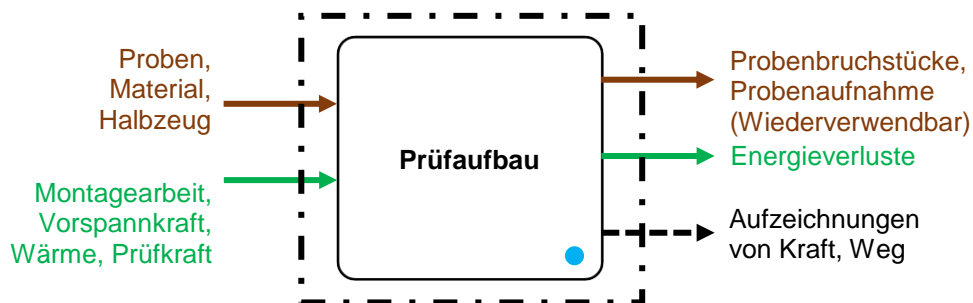 Proben,
Material,
Halbzeug
Montagearbeit,
Vorspannkraft,
Wärme, Prüfkraft
Prüfaufbau
Probenbruchstücke,
Probenaufnahme
(Wiederverwendbar)
Energieverluste
Aufzeichnungen
von Kraft, Weg